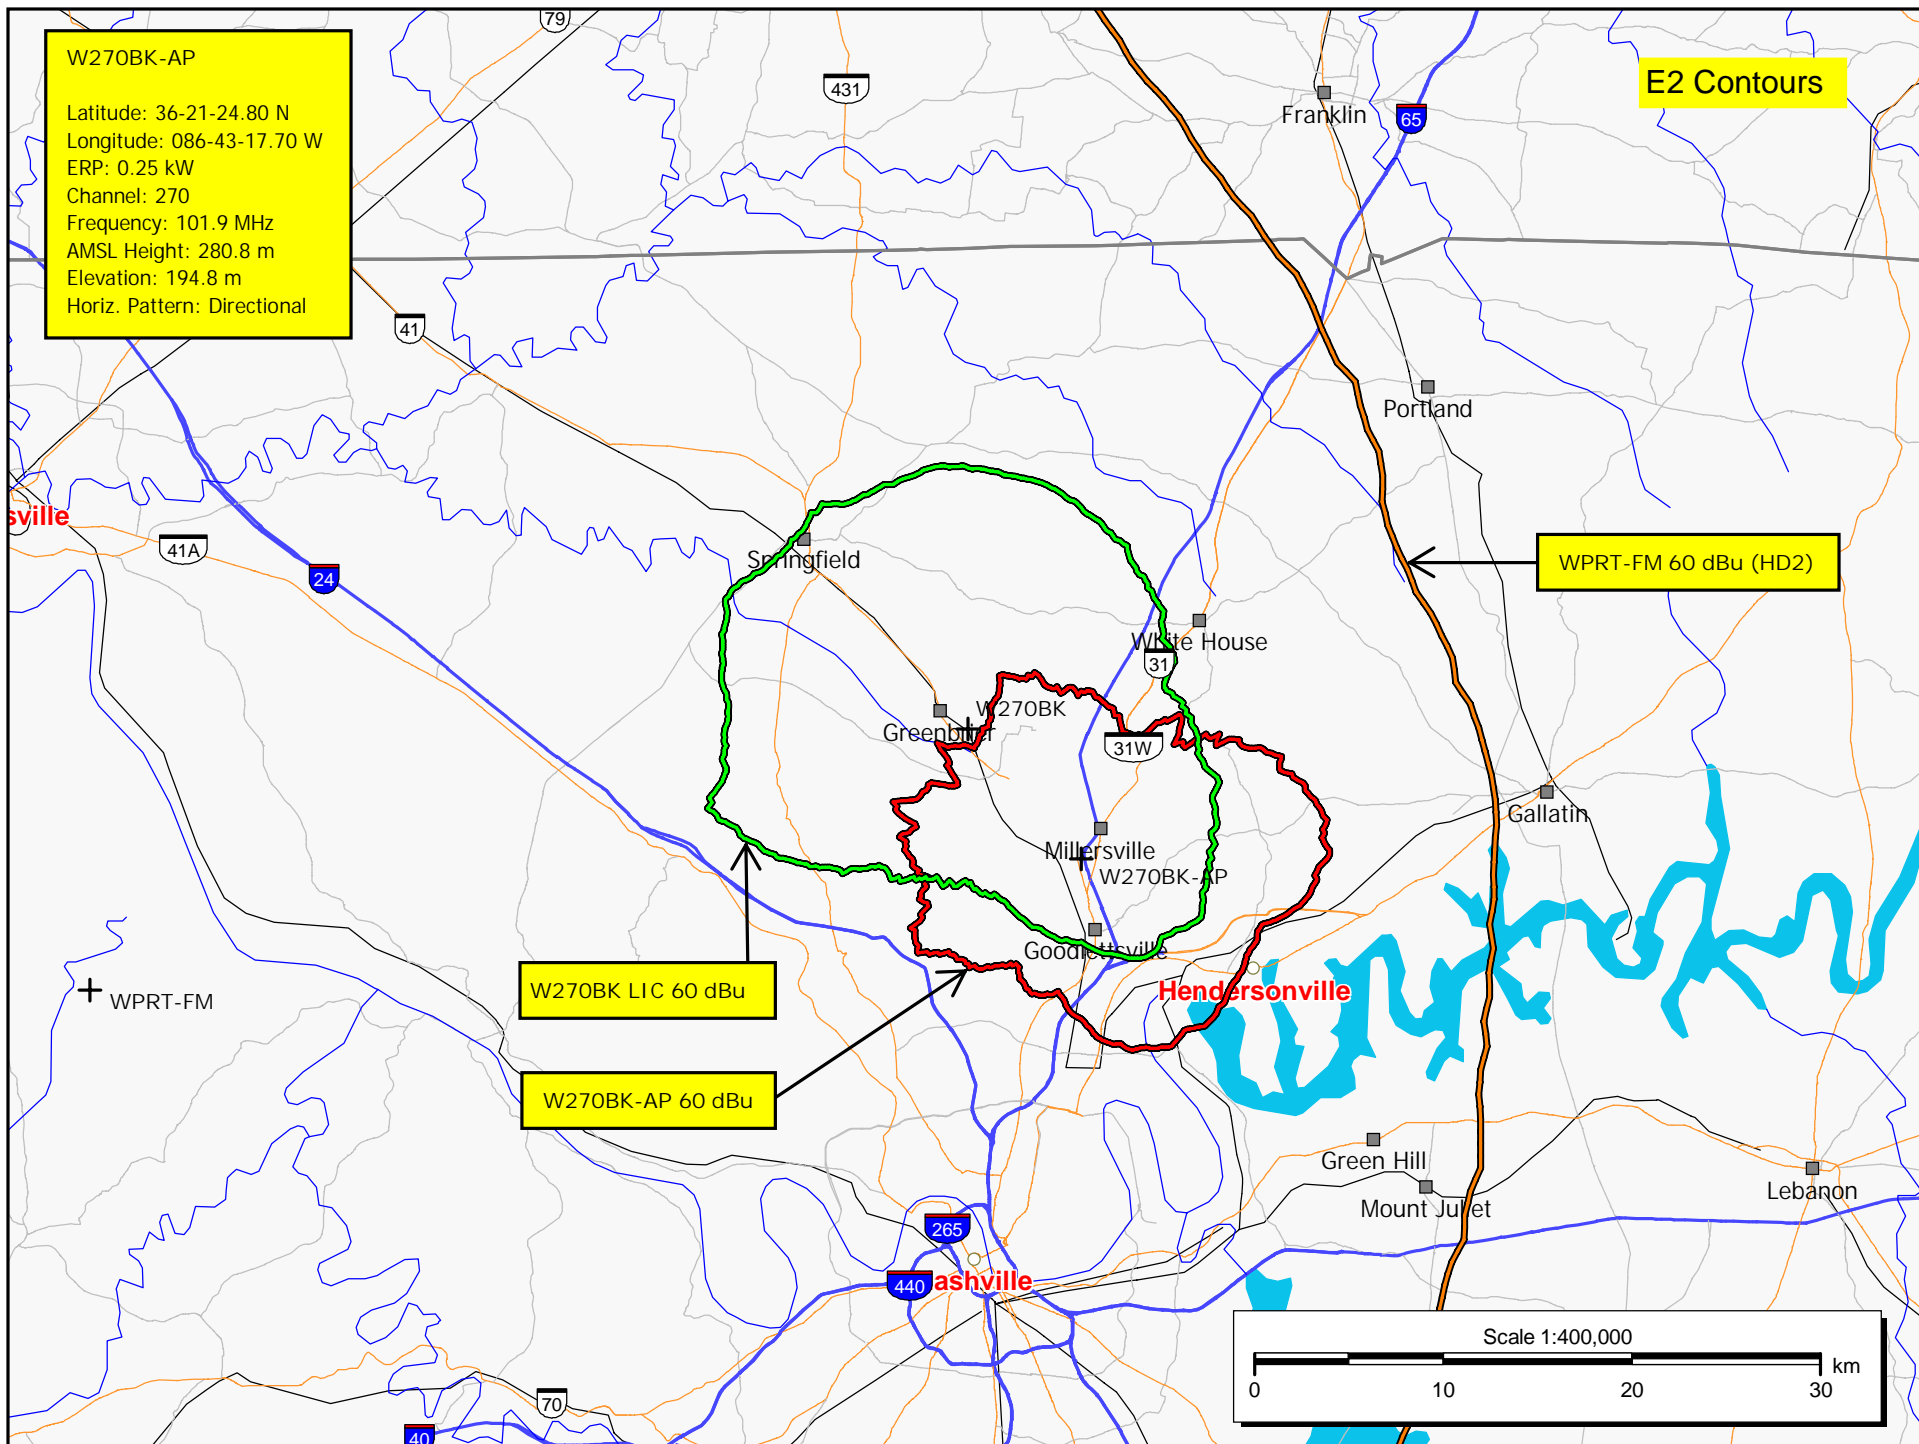 W270BK-AP
Latitude: 36-21-24.80 N
Longitude: 086-43-17.70 W
ERP: 0.25 kW
Channel: 270
Frequency: 101.9 MHz
AMSL Height: 280.8 m
Elevation: 194.8 m
Horiz. Pattern: Directional
79
431
E2 Contours
Franklin
65
41
Portland
sville
41A
24
Springfield
WPRT-FM 60 dBu (HD2)
White House
31
W270BK
Greenbrier
31W
Gallatin
Millersville
W270BK-AP
Goodlettsville
Hendersonville
W270BK LIC 60 dBu
WPRT-FM
W270BK-AP 60 dBu
Green Hill
Mount Juliet
Lebanon
265
440
ashville
Scale 1:400,000
km
0 10 20 30
70
40